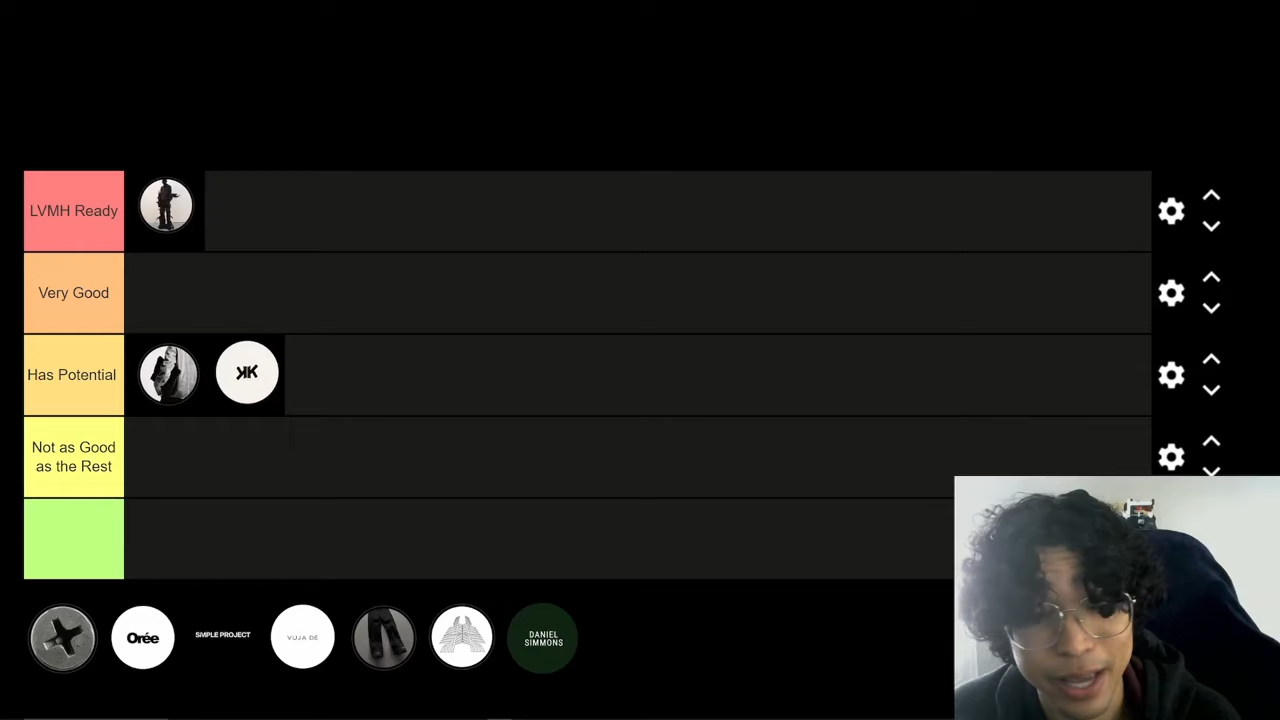 LVMH Ready
Very Good
Has Potential
KK
Not as Good
as the Rest
Orée
SIMPLE PROJECT
VUJA DÉ
DANIEL
SIMMONS